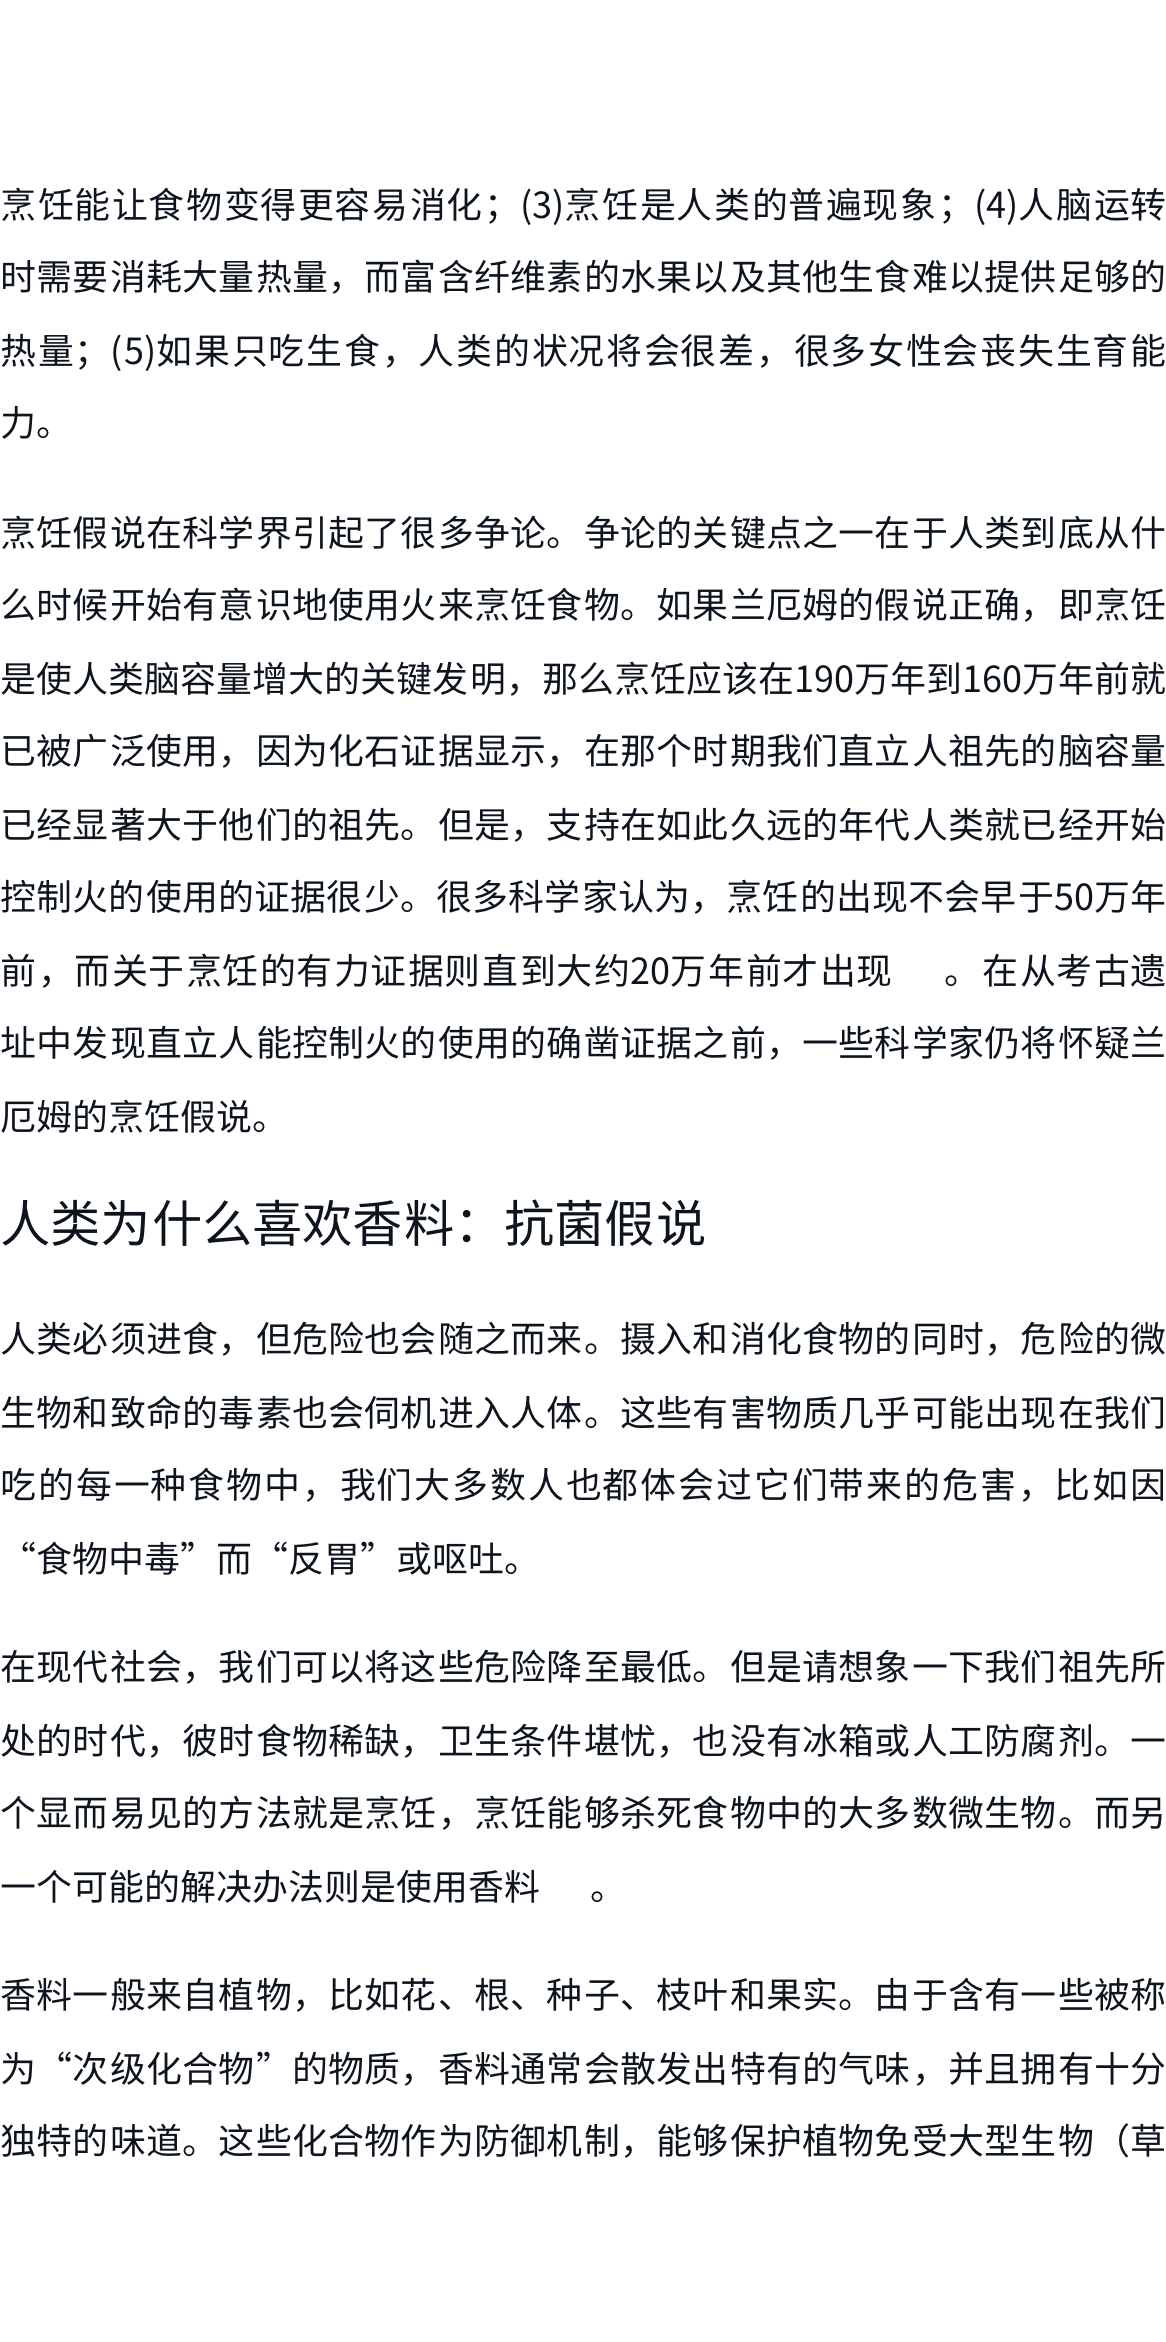 烹饪能让食物变得更容易消化；(3)烹饪是人类的普遍现象；(4)人脑运转
时需要消耗大量热量，而富含纤维素的水果以及其他生食难以提供足够的
热量；(5)如果只吃生食，人类的状况将会很差，很多女性会丧失生育能
力。
烹饪假说在科学界引起了很多争论。争论的关键点之一在于人类到底从什
么时候开始有意识地使用火来烹饪食物。如果兰厄姆的假说正确，即烹饪
是使人类脑容量增大的关键发明，那么烹饪应该在190万年到160万年前就
已被广泛使用，因为化石证据显示，在那个时期我们直立人祖先的脑容量
已经显著大于他们的祖先。但是，支持在如此久远的年代人类就已经开始
控制火的使用的证据很少。很多科学家认为，烹饪的出现不会早于50万年
前，而关于烹饪的有力证据则直到大约20万年前才出现 。在从考古遗
址中发现直立人能控制火的使用的确凿证据之前，一些科学家仍将怀疑兰
厄姆的烹饪假说。
人类为什么喜欢香料：抗菌假说
人类必须进食，但危险也会随之而来。摄入和消化食物的同时，危险的微
生物和致命的毒素也会伺机进入人体。这些有害物质几乎可能出现在我们
吃的每一种食物中，我们大多数人也都体会过它们带来的危害，比如因
“食物中毒”而“反胃”或呕吐。
在现代社会，我们可以将这些危险降至最低。但是请想象一下我们祖先所
处的时代，彼时食物稀缺，卫生条件堪忧，也没有冰箱或人工防腐剂。一
个显而易见的方法就是烹饪，烹饪能够杀死食物中的大多数微生物。而另
一个可能的解决办法则是使用香料 。
香料一般来自植物，比如花、根、种子、枝叶和果实。由于含有一些被称
为“次级化合物”的物质，香料通常会散发出特有的气味，并且拥有十分
独特的味道。这些化合物作为防御机制，能够保护植物免受大型生物（草